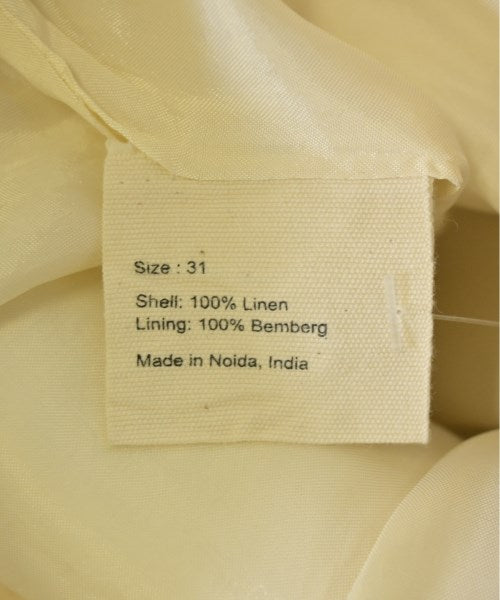 Size : 31
Shell: 100% Linen
Lining: 100% Bemberg
Made in Noida, India